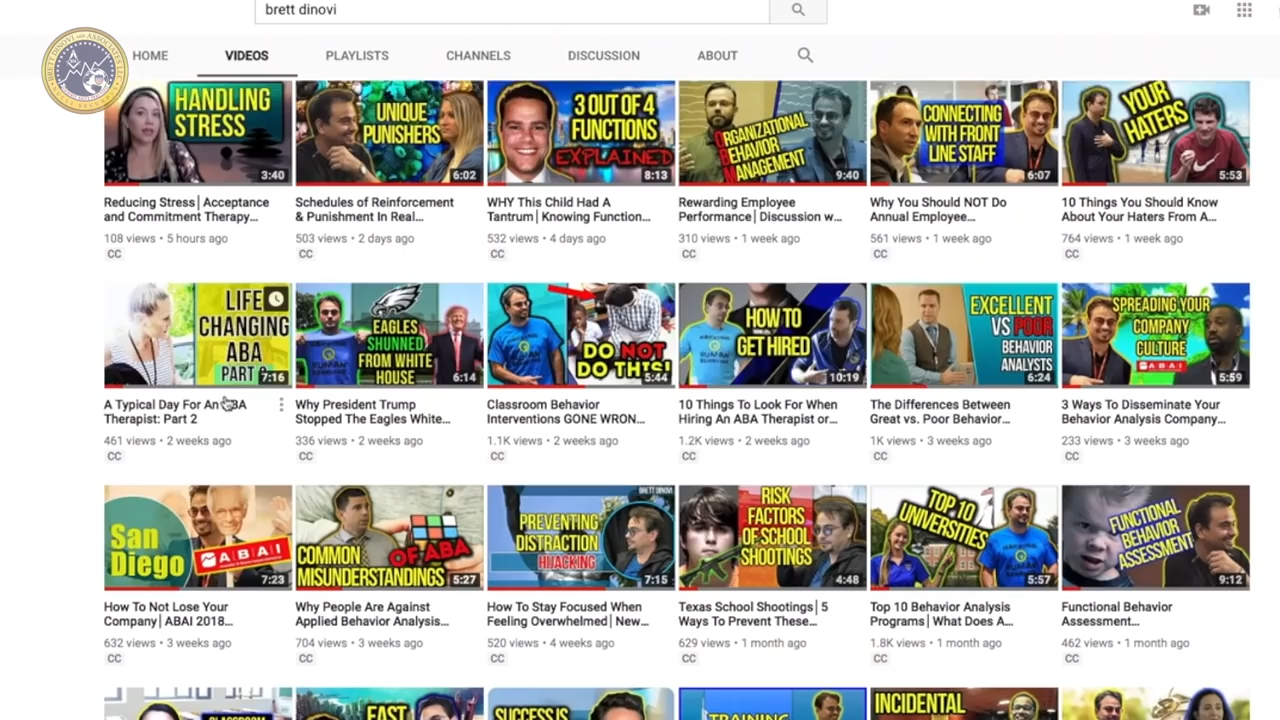 brett dinovi
HOME VIDEOS PLAYLISTS CHANNELS DISCUSSION ABOUT
BRETT DINOVI AND ASSOCIATES LLC
HANDLING
STRESS
3:40
UNIQUE
PUNISHERS
6:02
3 OUT OF 4
FUNCTIONS
EXPLAINED
8:13
ORGANIZATIONAL
BEHAVIOR
MANAGEMENT
9:40
CONNECTING
WITH FRONT
LINE STAFF
6:07
YOUR
HATERS
5:53
Reducing Stress | Acceptance
and Commitment Therapy...
108 views • 5 hours ago
CC
Schedules of Reinforcement
& Punishment In Real...
503 views • 2 days ago
CC
WHY This Child Had A
Tantrum | Knowing Function...
532 views • 4 days ago
CC
Rewarding Employee
Performance | Discussion w...
310 views • 1 week ago
CC
Why You Should NOT Do
Annual Employee...
561 views • 1 week ago
CC
10 Things You Should Know
About Your Haters From A...
764 views • 1 week ago
CC
LIFE
CHANGING
ABA
PART
7:16
EAGLES
SHUNNED
FROM WHITE
HOUSE
6:14
DO NOT
DO THIS!
5:44
HOW TO
GET HIRED
10:19
EXCELLENT
VS POOR
BEHAVIOR
ANALYSTS
6:24
SPREADING YOUR
COMPANY
CULTURE
ABAI
5:59
A Typical Day For An ABA
Therapist: Part 2
461 views • 2 weeks ago
CC
Why President Trump
Stopped The Eagles White...
336 views • 2 weeks ago
CC
Classroom Behavior
Interventions GONE WRON...
1.1K views • 2 weeks ago
CC
10 Things To Look For When
Hiring An ABA Therapist or...
1.2K views • 2 weeks ago
CC
The Differences Between
Great vs. Poor Behavior...
1K views • 3 weeks ago
CC
3 Ways To Disseminate Your
Behavior Analysis Company...
233 views • 3 weeks ago
CC
San
Diego
ABAI
7:23
COMMON
MISUNDERSTANDINGS
OF ABA
5:27
BRETT DINOVI
PREVENTING
DISTRACTION
HIJACKING
7:15
RISK
FACTORS
OF SCHOOL
SHOOTINGS
4:48
TOP 10
UNIVERSITIES
5:57
FUNCTIONAL
BEHAVIOR
ASSESSMENT
9:12
How To Not Lose Your
Company | ABAI 2018...
632 views • 3 weeks ago
CC
Why People Are Against
Applied Behavior Analysis...
704 views • 3 weeks ago
CC
How To Stay Focused When
Feeling Overwhelmed | New...
520 views • 4 weeks ago
CC
Texas School Shootings | 5
Ways To Prevent These...
629 views • 1 month ago
CC
Top 10 Behavior Analysis
Programs | What Does A...
1.8K views • 1 month ago
CC
Functional Behavior
Assessment...
462 views • 1 month ago
CC
CLASSROOM
FAST
SUCCESS IS
TRAINING
INCIDENTAL